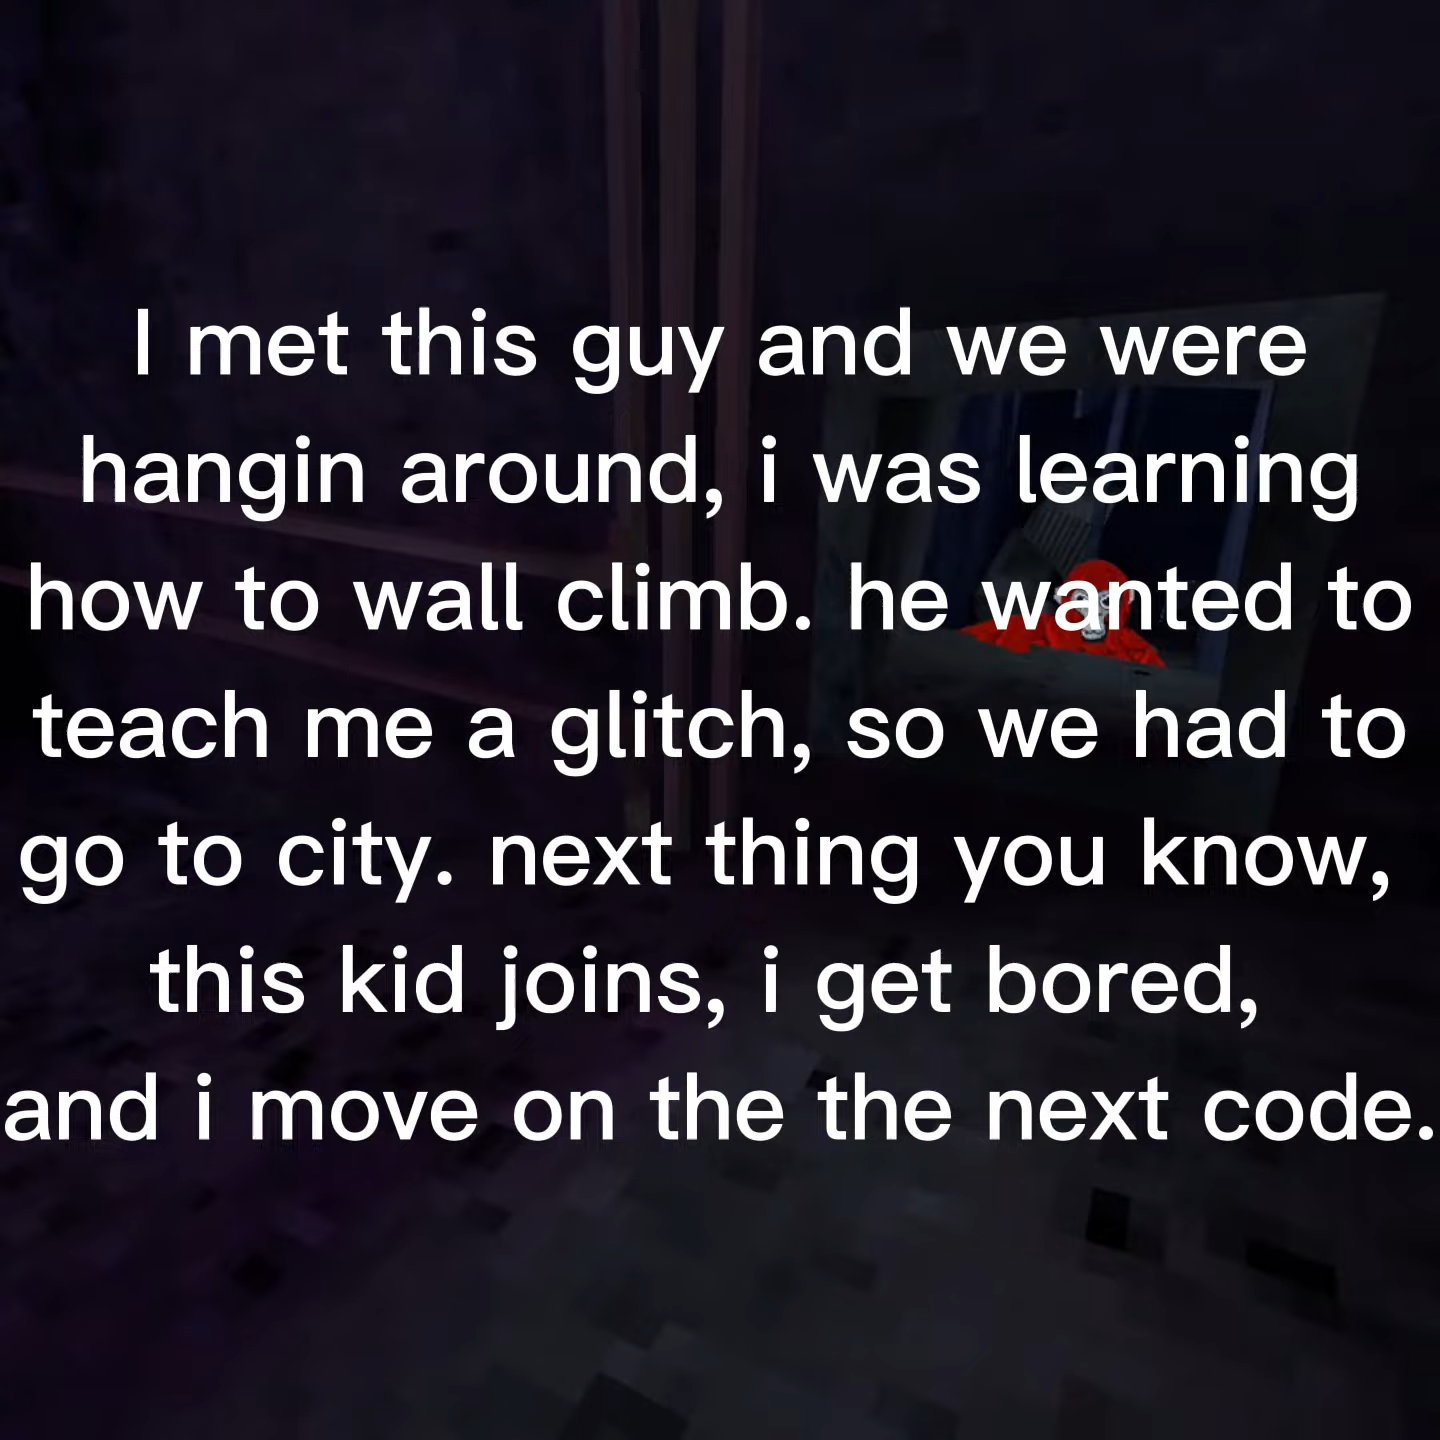 I met this guy and we were
hangin around, i was learning
how to wall climb. he wanted to
teach me a glitch, so we had to
go to city. next thing you know,
this kid joins, i get bored,
and i move on the the next code.